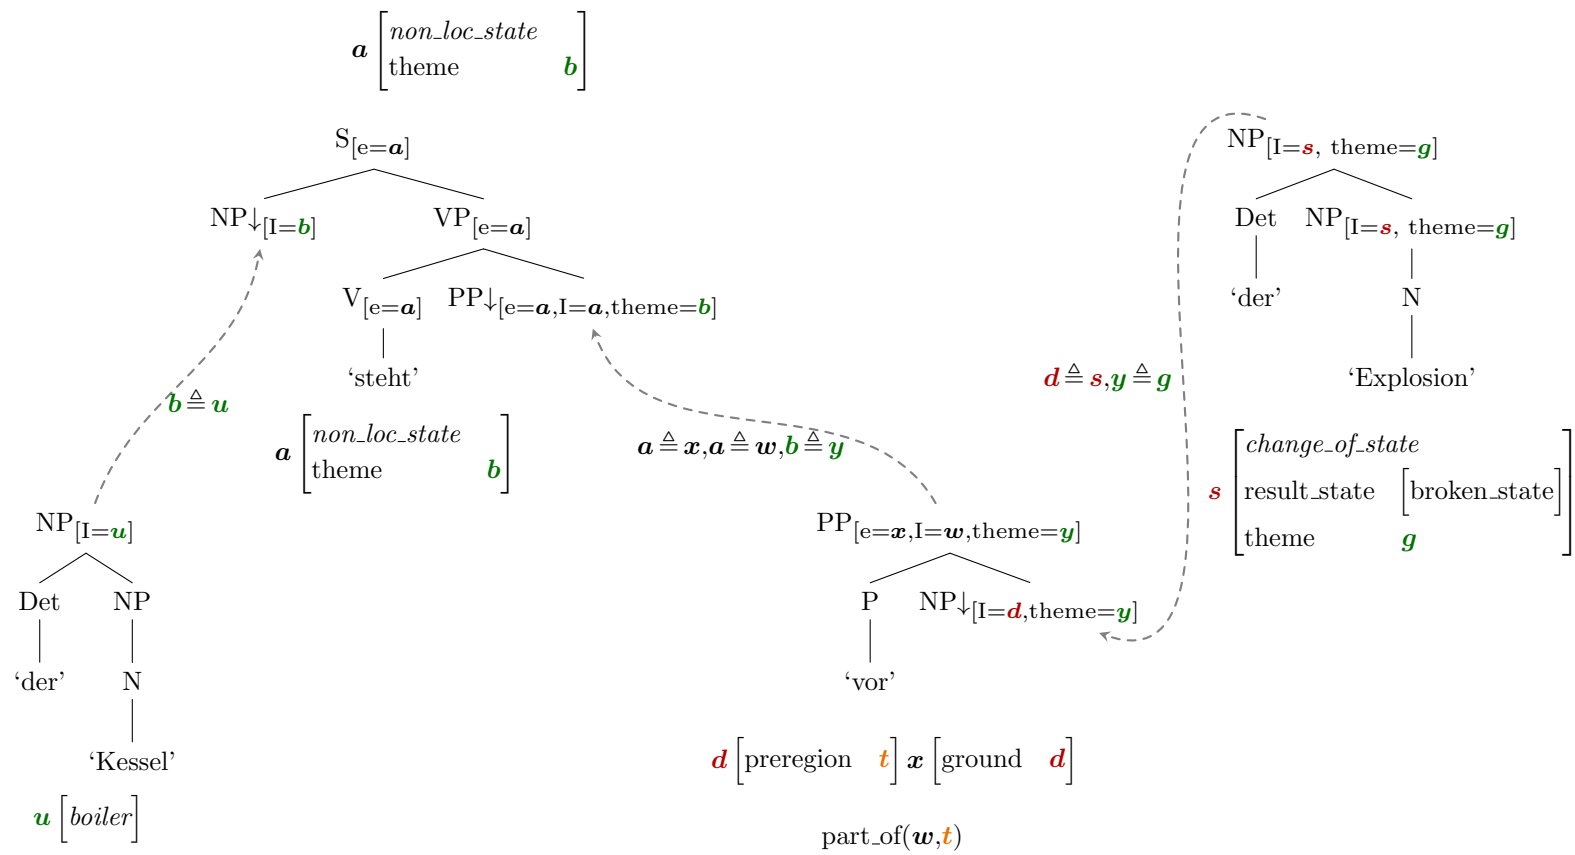 a [non_loc_state
theme b]
S[e=a]
NP↓[I=b] VP[e=a]
V[e=a] PP↓[e=a,I=a,theme=b]
‘steht’
a [non_loc_state
theme b]
b ≜ u
NP[I=u]
Det NP
‘der’ N
‘Kessel’
u [boiler]
a ≜ x,a ≜ w,b ≜ y
PP[e=x,I=w,theme=y]
P NP↓[I=d,theme=y]
‘vor’
d [preregion t] x [ground d]
part_of(w,t)
d ≜ s,y ≜ g
NP[I=s, theme=g]
Det NP[I=s, theme=g]
‘der’ N
‘Explosion’
s [change_of_state
result_state [broken_state]
theme g]